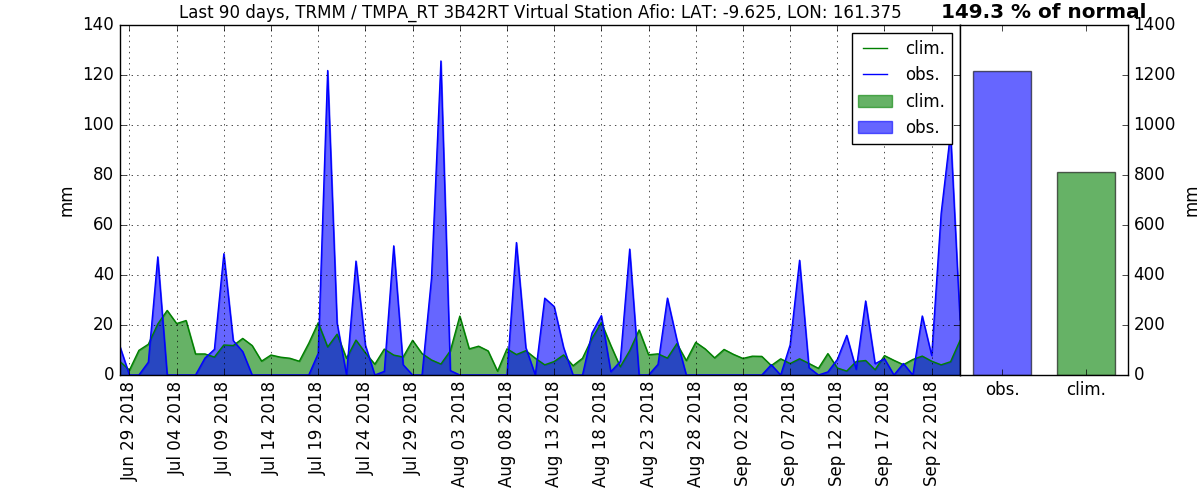 Last 90 days, TRMM / TMPA_RT 3B42RT Virtual Station Afio: LAT: -9.625, LON: 161.375
149.3 % of normal
140
120
100
80
60
40
20
0
mm
clim.
obs.
clim.
obs.
1400
1200
1000
800
600
400
200
0
mm
Jun 29 2018
Jul 04 2018
Jul 09 2018
Jul 14 2018
Jul 19 2018
Jul 24 2018
Jul 29 2018
Aug 03 2018
Aug 08 2018
Aug 13 2018
Aug 18 2018
Aug 23 2018
Aug 28 2018
Sep 02 2018
Sep 07 2018
Sep 12 2018
Sep 17 2018
Sep 22 2018
obs.
clim.